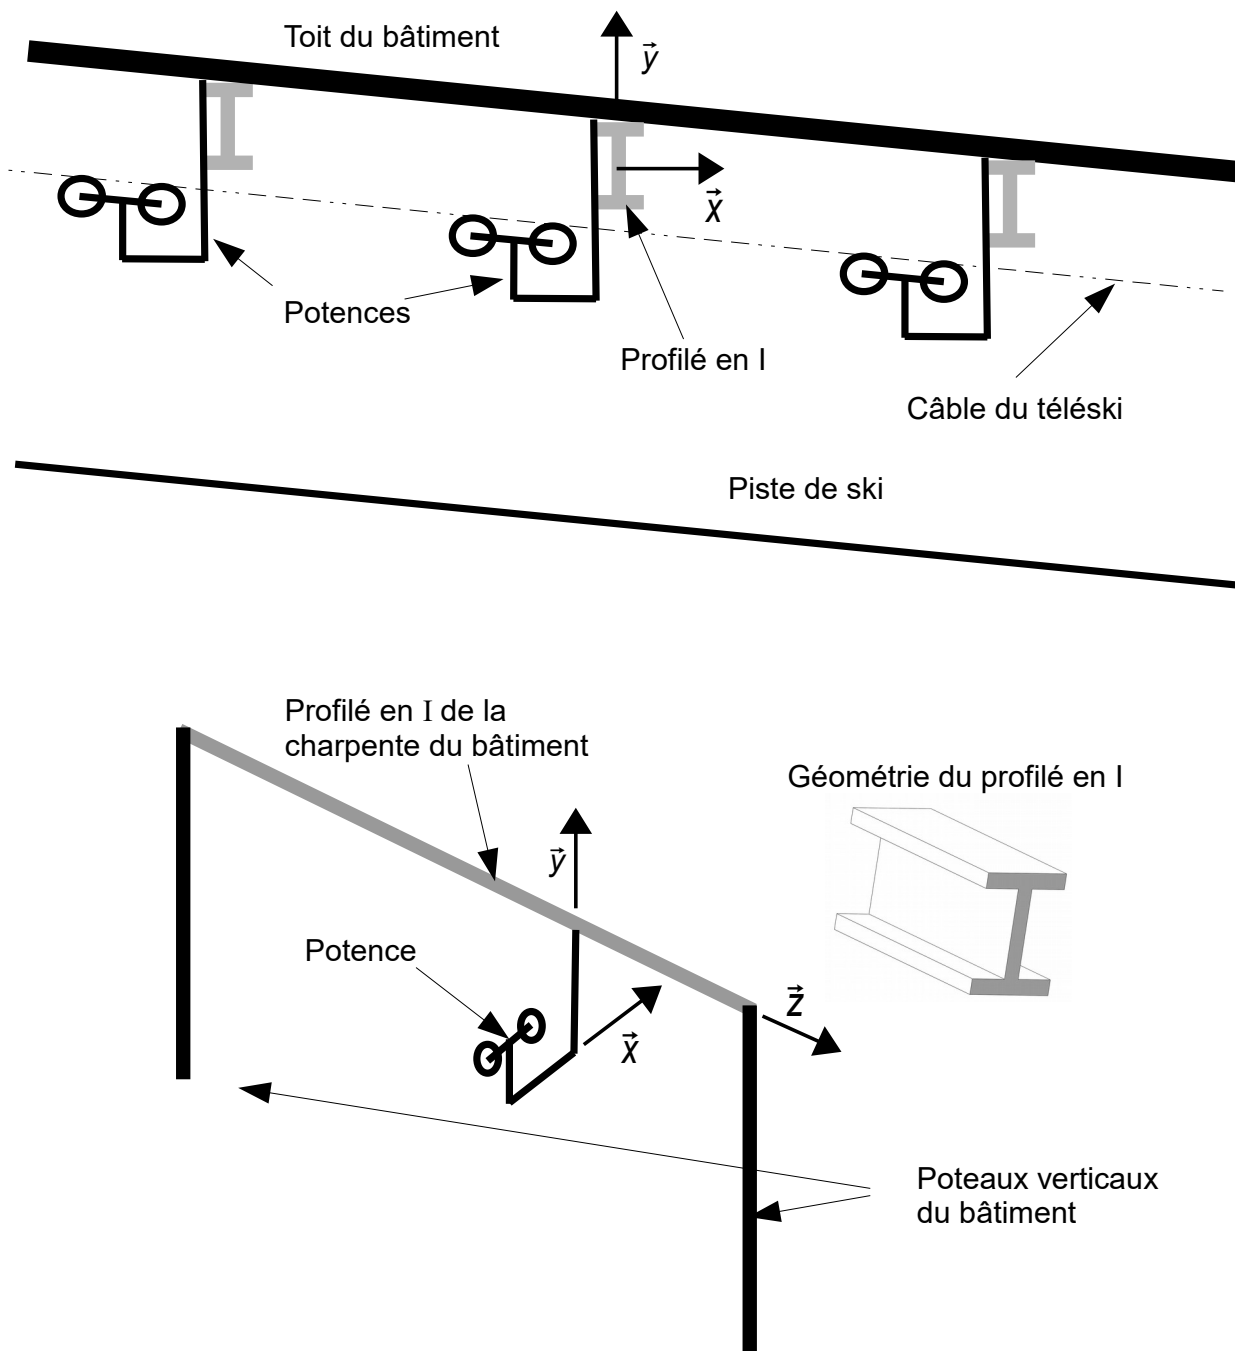 Toit du bâtiment
y
x
Potences
Profilé en I
Câble du téléski
Piste de ski
Profilé en I de la
charpente du bâtiment
Géométrie du profilé en I
y
Potence
z
x
Poteaux verticaux
du bâtiment